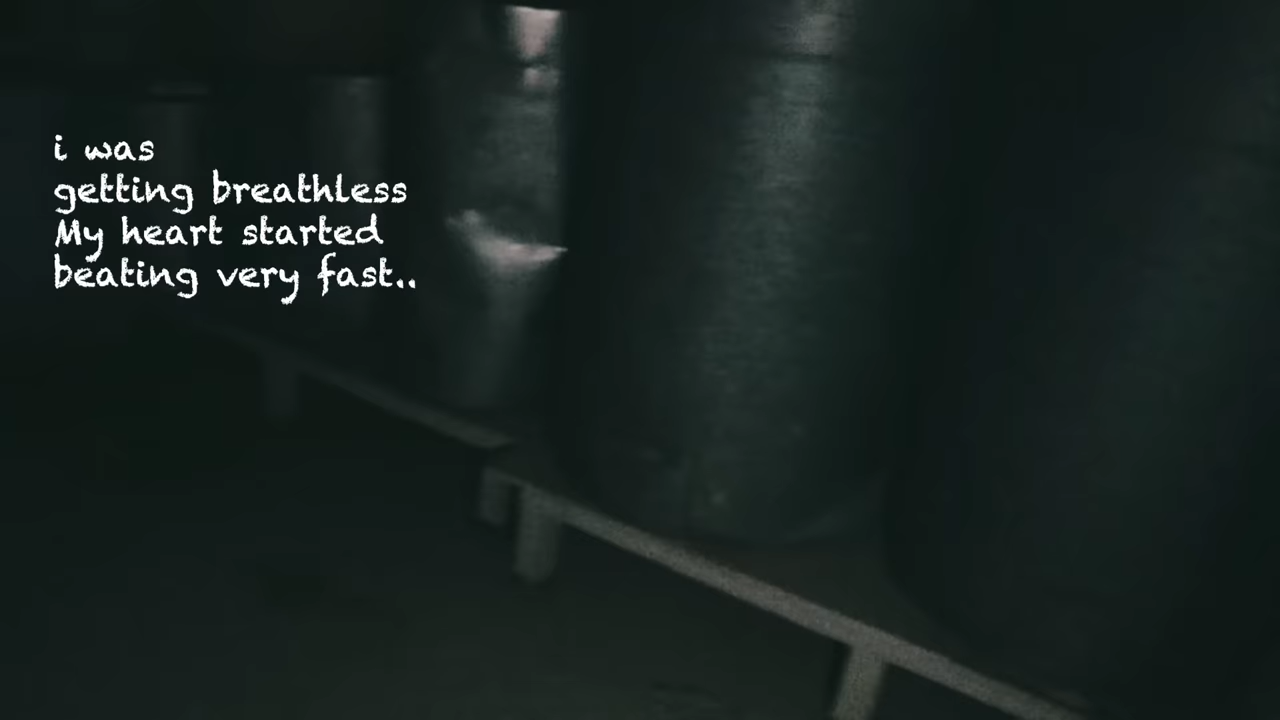 i was
getting breathless
My heart started
beating very fast..